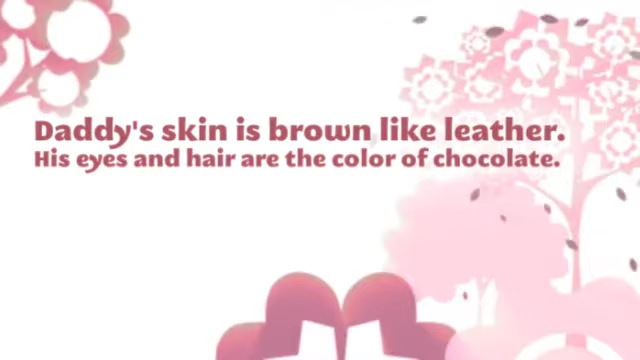 Daddy's skin is brown like leather.
His eyes and hair are the color of chocolate.